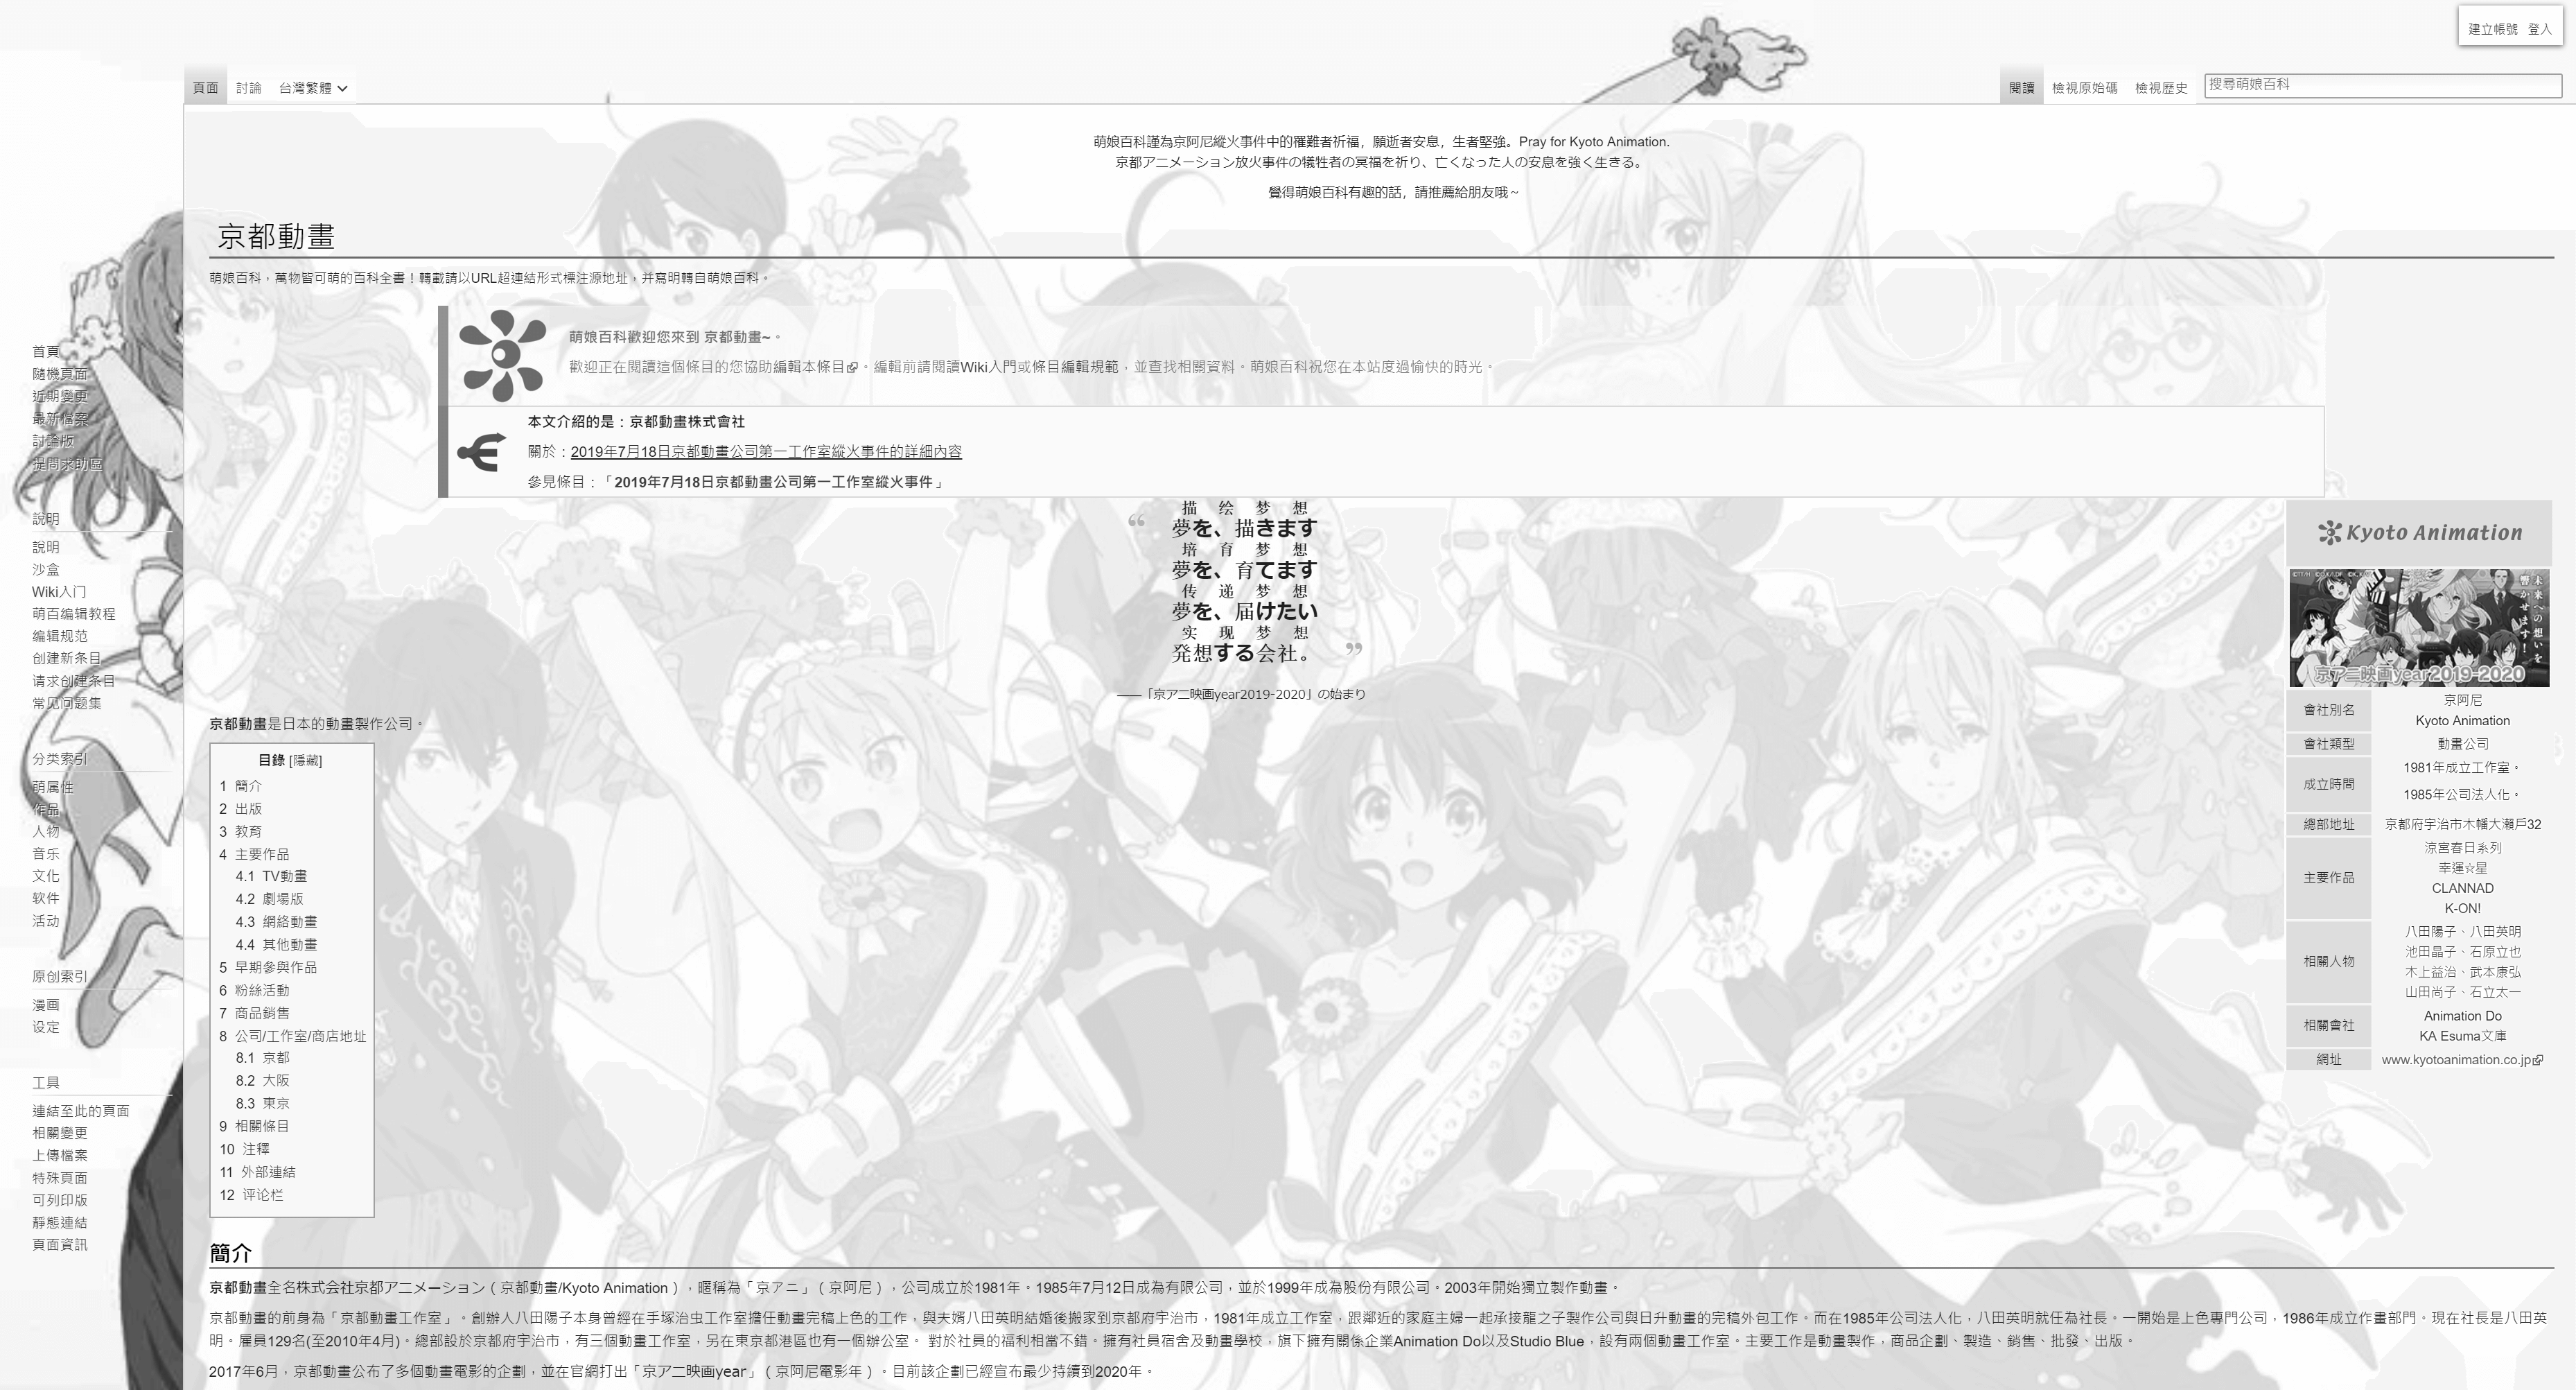 建立帳號 登入
頁面 討論 台灣繁體
閱讀 檢視原始碼 檢視歷史 搜尋萌娘百科
萌娘百科謹為京阿尼縱火事件中的罹難者祈福，願逝者安息，生者堅強。Pray for Kyoto Animation.
京都アニメーション放火事件の犠牲者の冥福を祈り、亡くなった人の安息を強く生きる。
覺得萌娘百科有趣的話，請推薦給朋友哦～
京都動畫
萌娘百科，萬物皆可萌的百科全書！轉載請以URL超連結形式標注源地址，并寫明轉自萌娘百科。
萌娘百科歡迎您來到 京都動畫~。
歡迎正在閱讀這個條目的您協助編輯本條目。編輯前請閱讀Wiki入門或條目編輯規範，並查找相關資料。萌娘百科祝您在本站度過愉快的時光。
本文介紹的是：京都動畫株式會社
關於：2019年7月18日京都動畫公司第一工作室縱火事件的詳細內容
參見條目：「2019年7月18日京都動畫公司第一工作室縱火事件」
首頁
隨機頁面
近期變更
最新檔案
討論版
提問求助區
說明
說明
沙盒
Wiki入门
萌百编辑教程
编辑规范
创建新条目
请求创建条目
常见问题集
分类索引
萌属性
作品
人物
音乐
文化
软件
活动
原创索引
漫画
设定
工具
連結至此的頁面
相關變更
上傳檔案
特殊頁面
可列印版
靜態連結
頁面資訊
“
描绘梦想
夢を、描きます
培育梦想
夢を、育てます
传递梦想
夢を、届けたい
实现梦想
発想する会社。
”
——「京アニ映画year2019-2020」の始まり
京都動畫是日本的動畫製作公司。
目錄 [隱藏]
1 簡介
2 出版
3 教育
4 主要作品
4.1 TV動畫
4.2 劇場版
4.3 網絡動畫
4.4 其他動畫
5 早期參與作品
6 粉絲活動
7 商品銷售
8 公司/工作室/商店地址
8.1 京都
8.2 大阪
8.3 東京
9 相關條目
10 注釋
11 外部連結
12 评论栏
Kyoto Animation
未来への想いを
響かせます！
京アニ映画year2019-2020
會社別名 京阿尼
Kyoto Animation
會社類型 動畫公司
成立時間 1981年成立工作室。
1985年公司法人化。
總部地址 京都府宇治市木幡大瀨戶32
主要作品 涼宮春日系列
幸運☆星
CLANNAD
K-ON!
相關人物 八田陽子、八田英明
池田晶子、石原立也
木上益治、武本康弘
山田尚子、石立太一
相關會社 Animation Do
KA Esuma文庫
網址 www.kyotoanimation.co.jp
簡介
京都動畫全名株式会社京都アニメーション（京都動畫/Kyoto Animation），暱稱為「京アニ」（京阿尼），公司成立於1981年。1985年7月12日成為有限公司，並於1999年成為股份有限公司。2003年開始獨立製作動畫。
京都動畫的前身為「京都動畫工作室」。創辦人八田陽子本身曾經在手塚治虫工作室擔任動畫完稿上色的工作，與夫婿八田英明結婚後搬家到京都府宇治市，1981年成立工作室，跟鄰近的家庭主婦一起承接龍之子製作公司與日升動畫的完稿外包工作。而在1985年公司法人化，八田英明就任為社長。一開始是上色專門公司，1986年成立作畫部門。現在社長是八田英
明。雇員129名(至2010年4月)。總部設於京都府宇治市，有三個動畫工作室，另在東京都港區也有一個辦公室。 對於社員的福利相當不錯。擁有社員宿舍及動畫學校，旗下擁有關係企業Animation Do以及Studio Blue，設有兩個動畫工作室。主要工作是動畫製作，商品企劃、製造、銷售、批發、出版。
2017年6月，京都動畫公布了多個動畫電影的企劃，並在官網打出「京アニ映画year」（京阿尼電影年）。目前該企劃已經宣布最少持續到2020年。